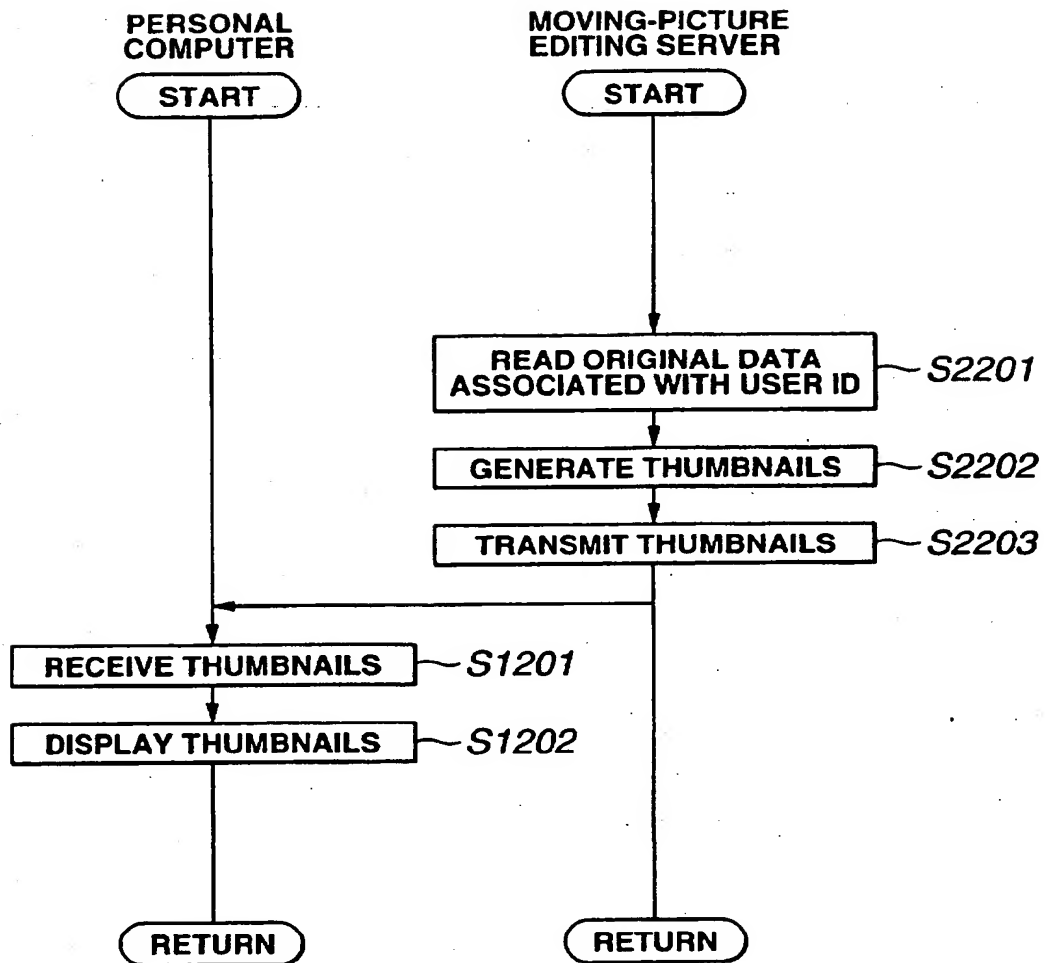 PERSONAL
COMPUTER
MOVING-PICTURE
EDITING SERVER
START
START
READ ORIGINAL DATA
ASSOCIATED WITH USER ID
S2201
GENERATE THUMBNAILS
S2202
TRANSMIT THUMBNAILS
S2203
RECEIVE THUMBNAILS
S1201
DISPLAY THUMBNAILS
S1202
RETURN
RETURN